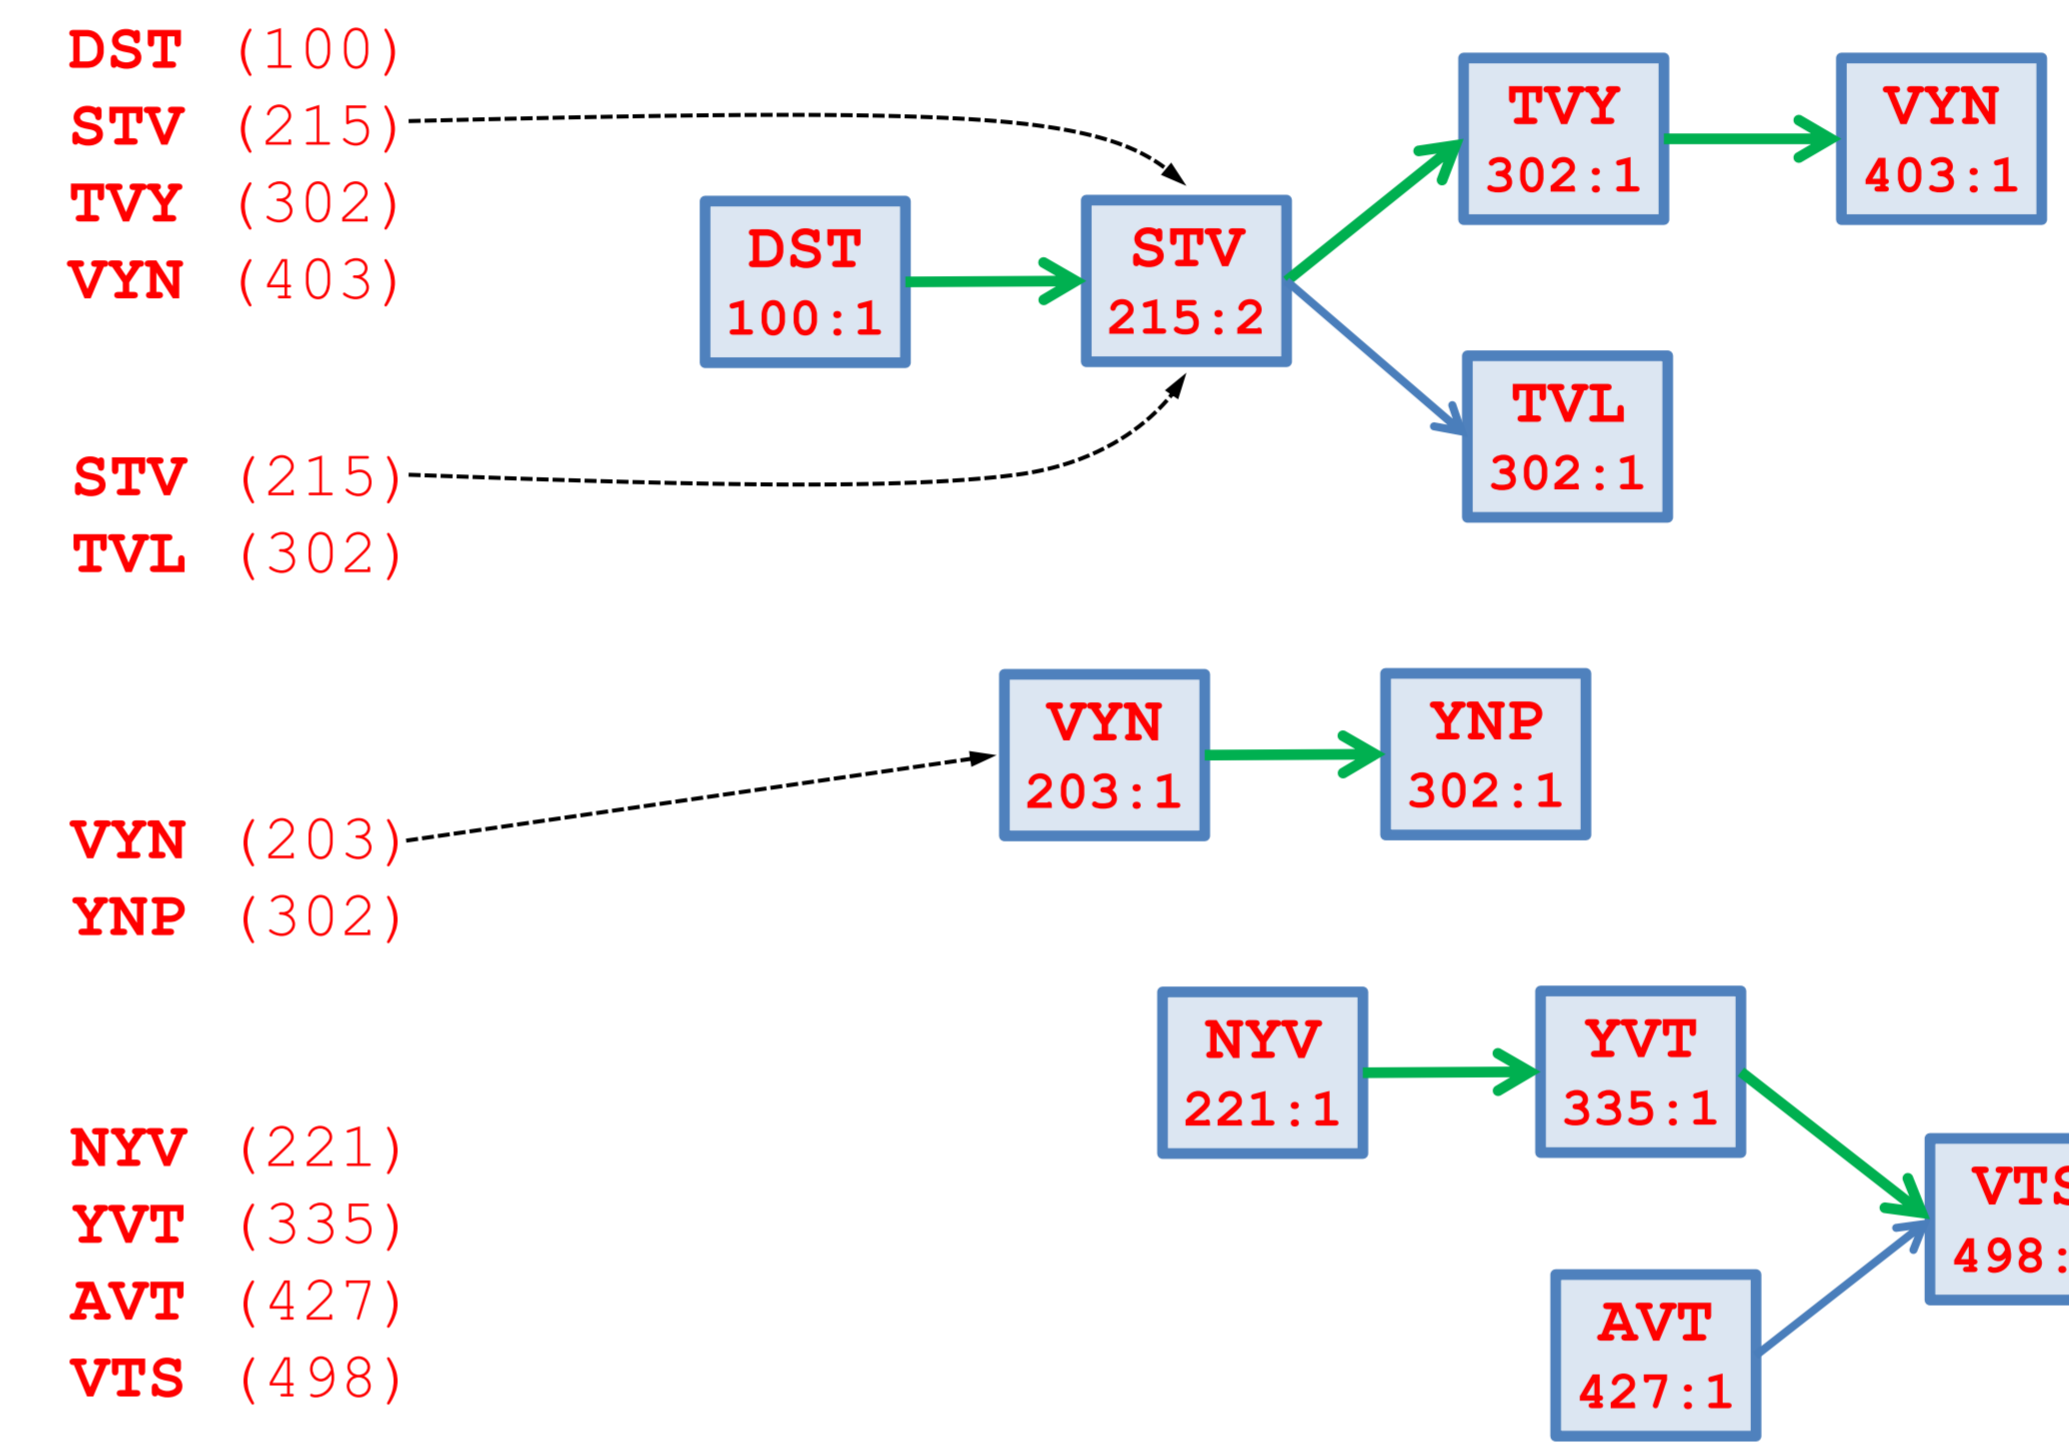 DST (100)
STV (215)
TVY (302)
VYN (403)
STV (215)
TVL (302)
VYN (203)
YNP (302)
NYV (221)
YVT (335)
AVT (427)
VTS (498)
DST
100:1
STV
215:2
TVY
302:1
VYN
403:1
TVL
302:1
VYN
203:1
YNP
302:1
NYV
221:1
YVT
335:1
VTS
498:
AVT
427:1